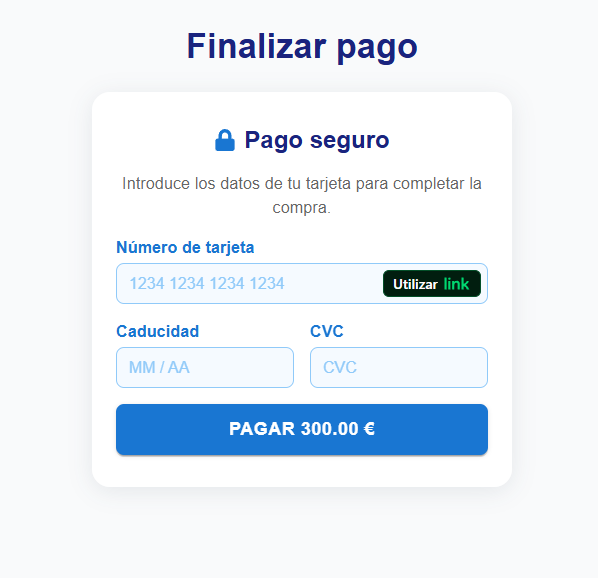 Finalizar pago
Pago seguro
Introduce los datos de tu tarjeta para completar la
compra.
Número de tarjeta
1234 1234 1234 1234 Utilizar link
Caducidad CVC
MM / AA CVC
PAGAR 300.00 €